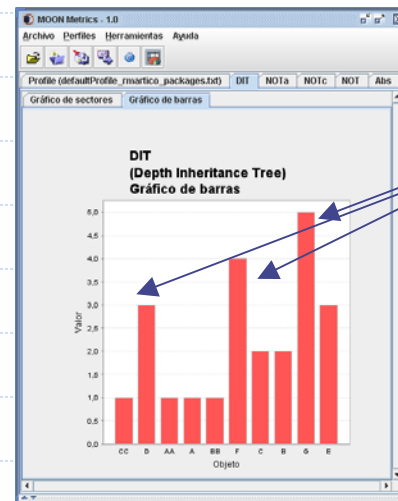 MOON Metrics - 1.0
Archivo Perfiles Herramientas Ayuda
Profile (defaultProfile_rmartico_packages.txt) DIT NOTa NOTc NOT Abs
Gráfico de sectores Gráfico de barras
DIT
(Depth Inheritance Tree)
Gráfico de barras
5,0
4,5
4,0
3,5
3,0
2,5
2,0
1,5
1,0
0,5
0,0
Valor
CC D AA A BB F C B G E
Objeto